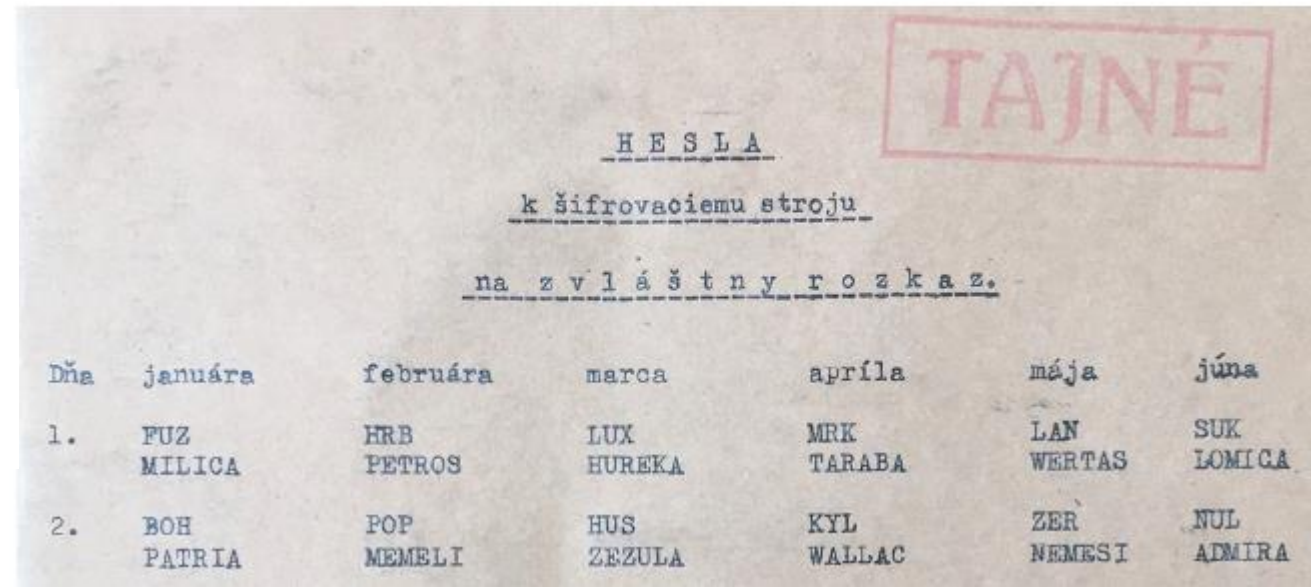 TAJNÉ
H E S L A
k šifrovaciemu stroju
na z v l á š t n y r o z k a z.
Dňa januára februára marca apríla mája júna
1. FUZ HRB LUX MRK LAN SUK
MILICA PETROS HUREKA TARABA WERTAS LOMICA
2. BOH POP HUS KYL ZER NUL
PATRIA MEMELI ZEZULA WALLAC NEMESI ADMIRA